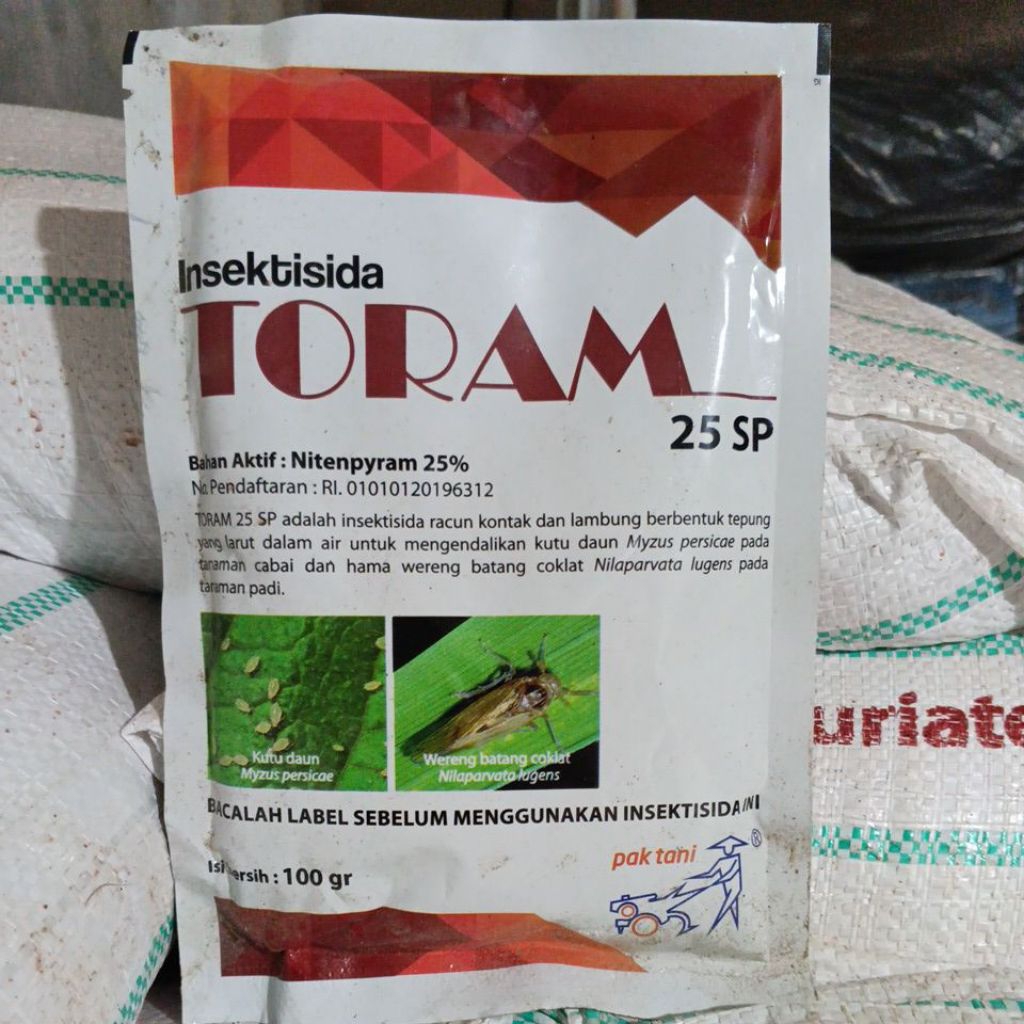 Insektisida
TORAM
25 SP
Bahan Aktif : Nitenpyram 25%
No Pendaftaran : RI. 01010120196312
TORAM 25 SP adalah insektisida racun kontak dan lambung berbentuk tepung
yang larut dalam air untuk mengendalikan kutu daun Myzus persicae pada
tanaman cabai dan hama wereng batang coklat Nilaparvata lugens pada
tanaman padi.
Kutu daun
Myzus persicae
Wereng batang coklat
Nilaparvata lugens
BACALAH LABEL SEBELUM MENGGUNAKAN INSEKTISIDA INI
pak tani ®
Isi Bersih : 100 gr
uriate